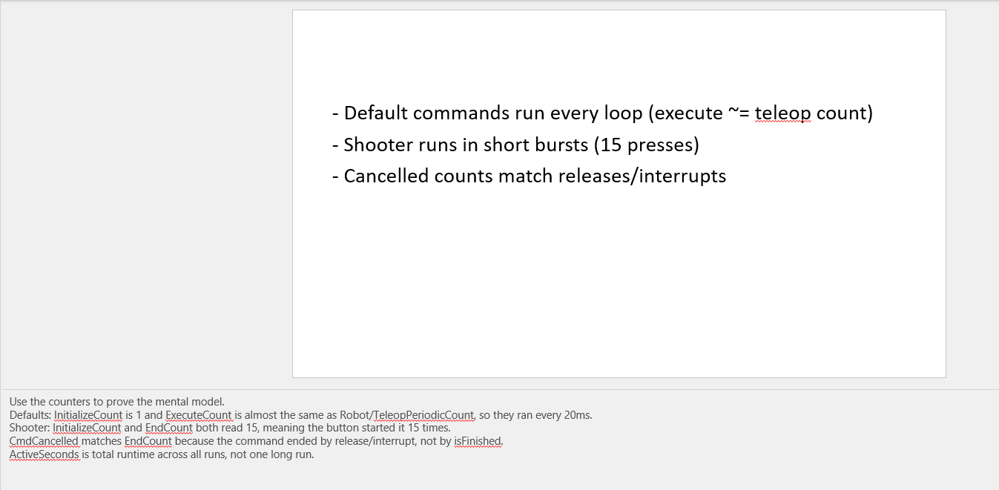 - Default commands run every loop (execute ~= teleop count)
- Shooter runs in short bursts (15 presses)
- Cancelled counts match releases/interrupts
Use the counters to prove the mental model.
Defaults: InitializeCount is 1 and ExecuteCount is almost the same as Robot/TeleopPeriodicCount, so they ran every 20ms.
Shooter: InitializeCount and EndCount both read 15, meaning the button started it 15 times.
CmdCancelled matches EndCount because the command ended by release/interrupt, not by isFinished.
ActiveSeconds is total runtime across all runs, not one long run.